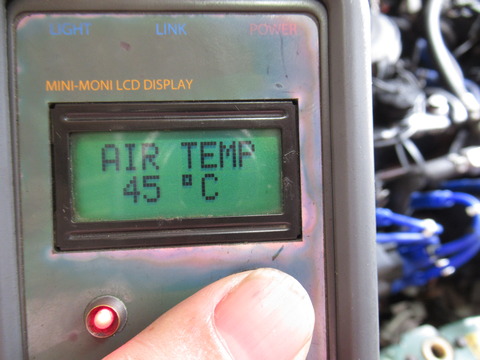 LIGHT LINK POWER
MINI-MONI LCD DISPLAY
AIR TEMP
45 °C